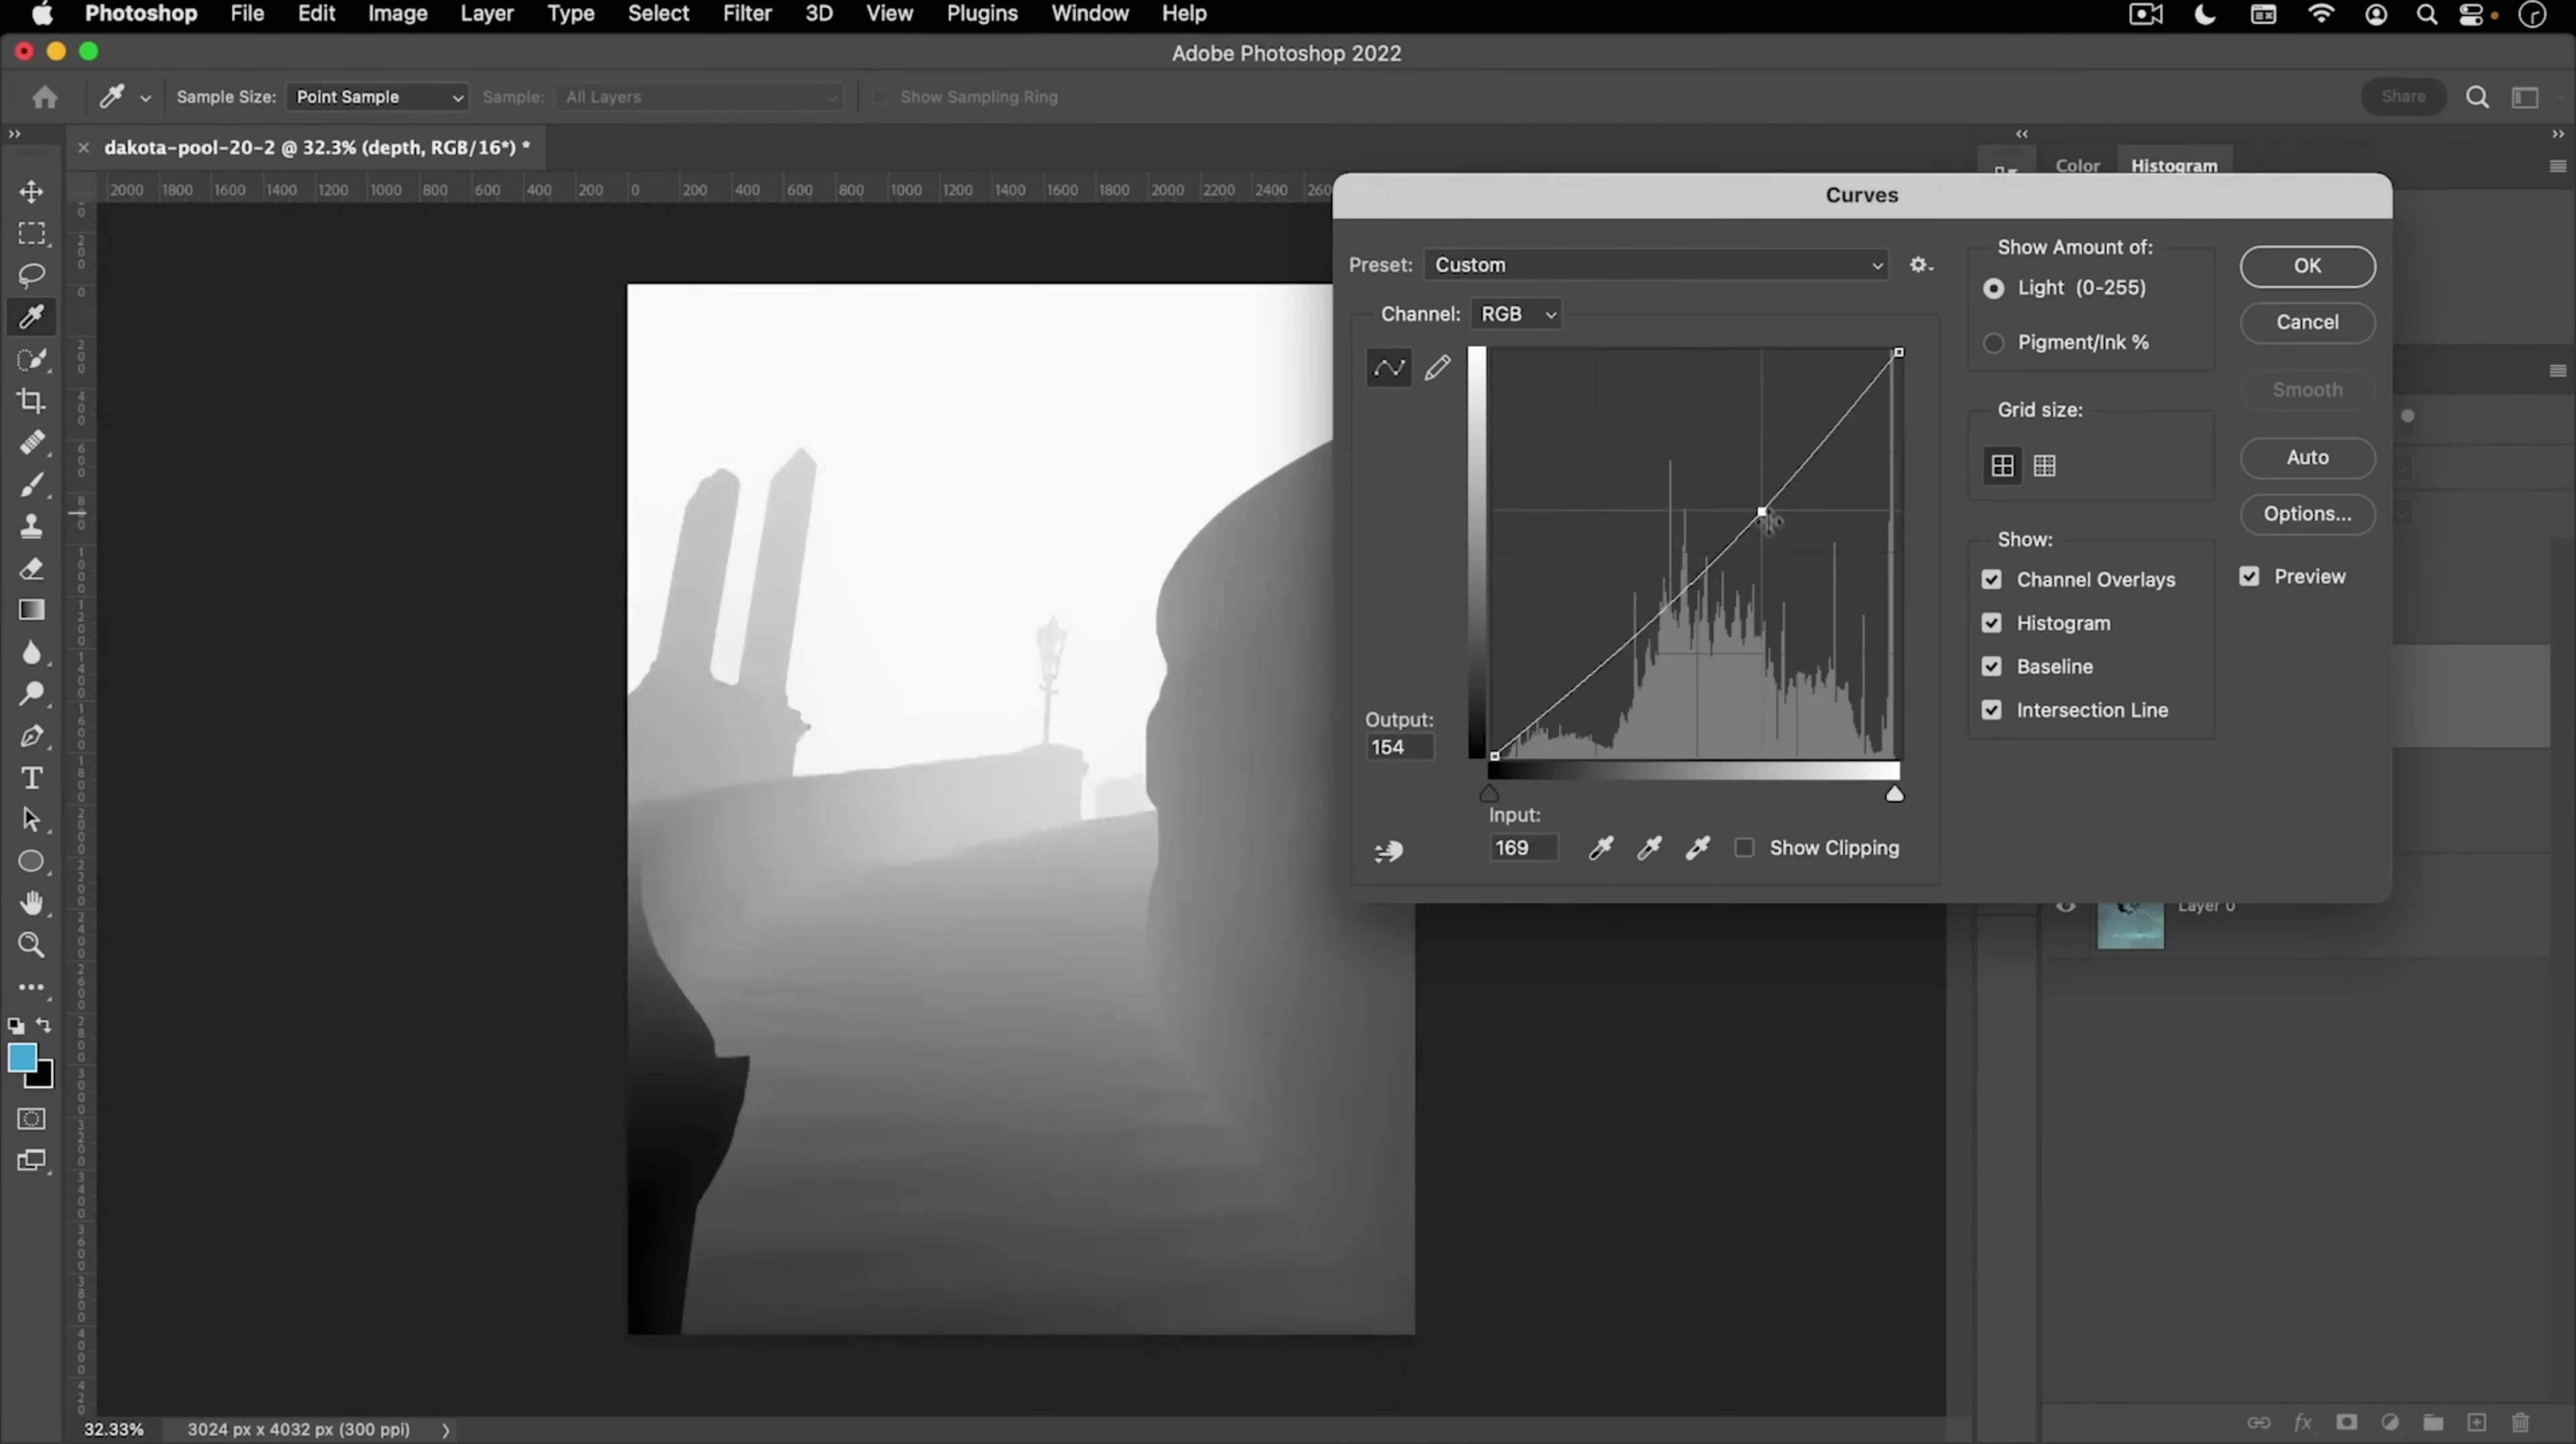 Photoshop File Edit Image Layer Type Select Filter 3D View Plugins Window Help
Adobe Photoshop 2022
Sample Size: Point Sample Sample: All Layers Show Sampling Ring Share
× dakota-pool-20-2 @ 32.3% (depth, RGB/16*) *
Color Histogram
2000 1800 1600 1400 1200 1000 800 600 400 200 0 200 400 600 800 1000 1200 1400 1600 1800 2000 2200 2400
Curves
Preset: Custom
Channel: RGB
Output:
154
Input:
169
Show Clipping
Show Amount of:
Light (0-255)
Pigment/Ink %
Grid size:
Show:
Channel Overlays
Histogram
Baseline
Intersection Line
OK
Cancel
Smooth
Auto
Options...
Preview
Layer 0
32.33% 3024 px x 4032 px (300 ppi)